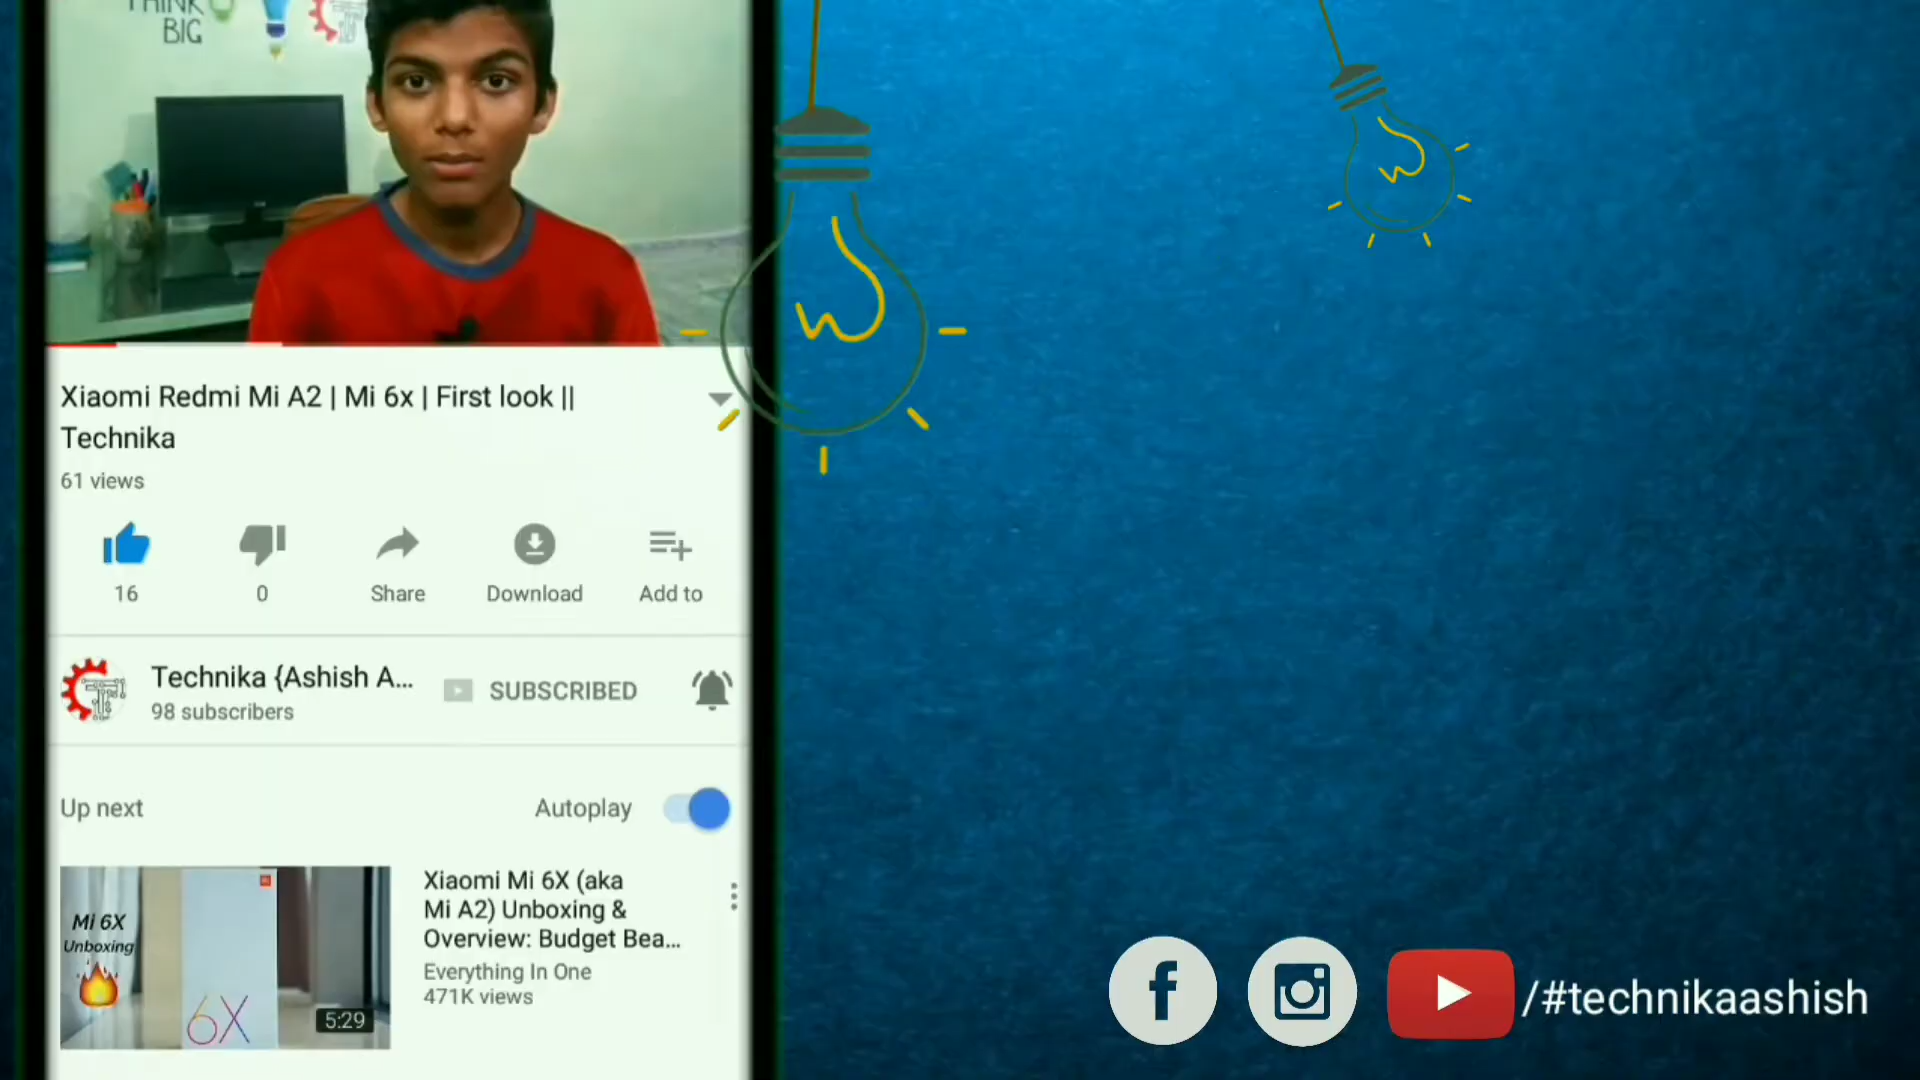 THINK
BIG
Xiaomi Redmi Mi A2 | Mi 6x | First look ||
Technika
61 views
16
0
Share
Download
Add to
Technika {Ashish A...
98 subscribers
SUBSCRIBED
Up next
Autoplay
Mi 6X
Unboxing
6X
5:29
Xiaomi Mi 6X (aka
Mi A2) Unboxing &
Overview: Budget Bea...
Everything In One
471K views
/#technikaashish